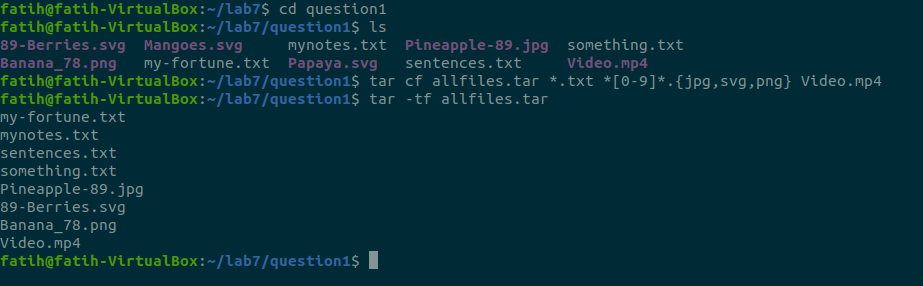 fatih@fatih-VirtualBox:~/lab7$ cd question1
fatih@fatih-VirtualBox:~/lab7/question1$ ls
89-Berries.svg  Mangoes.svg     mynotes.txt  Pineapple-89.jpg  something.txt
Banana_78.png   my-fortune.txt  Papaya.svg   sentences.txt     Video.mp4
fatih@fatih-VirtualBox:~/lab7/question1$ tar cf allfiles.tar *.txt *[0-9]*.{jpg,svg,png} Video.mp4
fatih@fatih-VirtualBox:~/lab7/question1$ tar -tf allfiles.tar
my-fortune.txt
mynotes.txt
sentences.txt
something.txt
Pineapple-89.jpg
89-Berries.svg
Banana_78.png
Video.mp4
fatih@fatih-VirtualBox:~/lab7/question1$